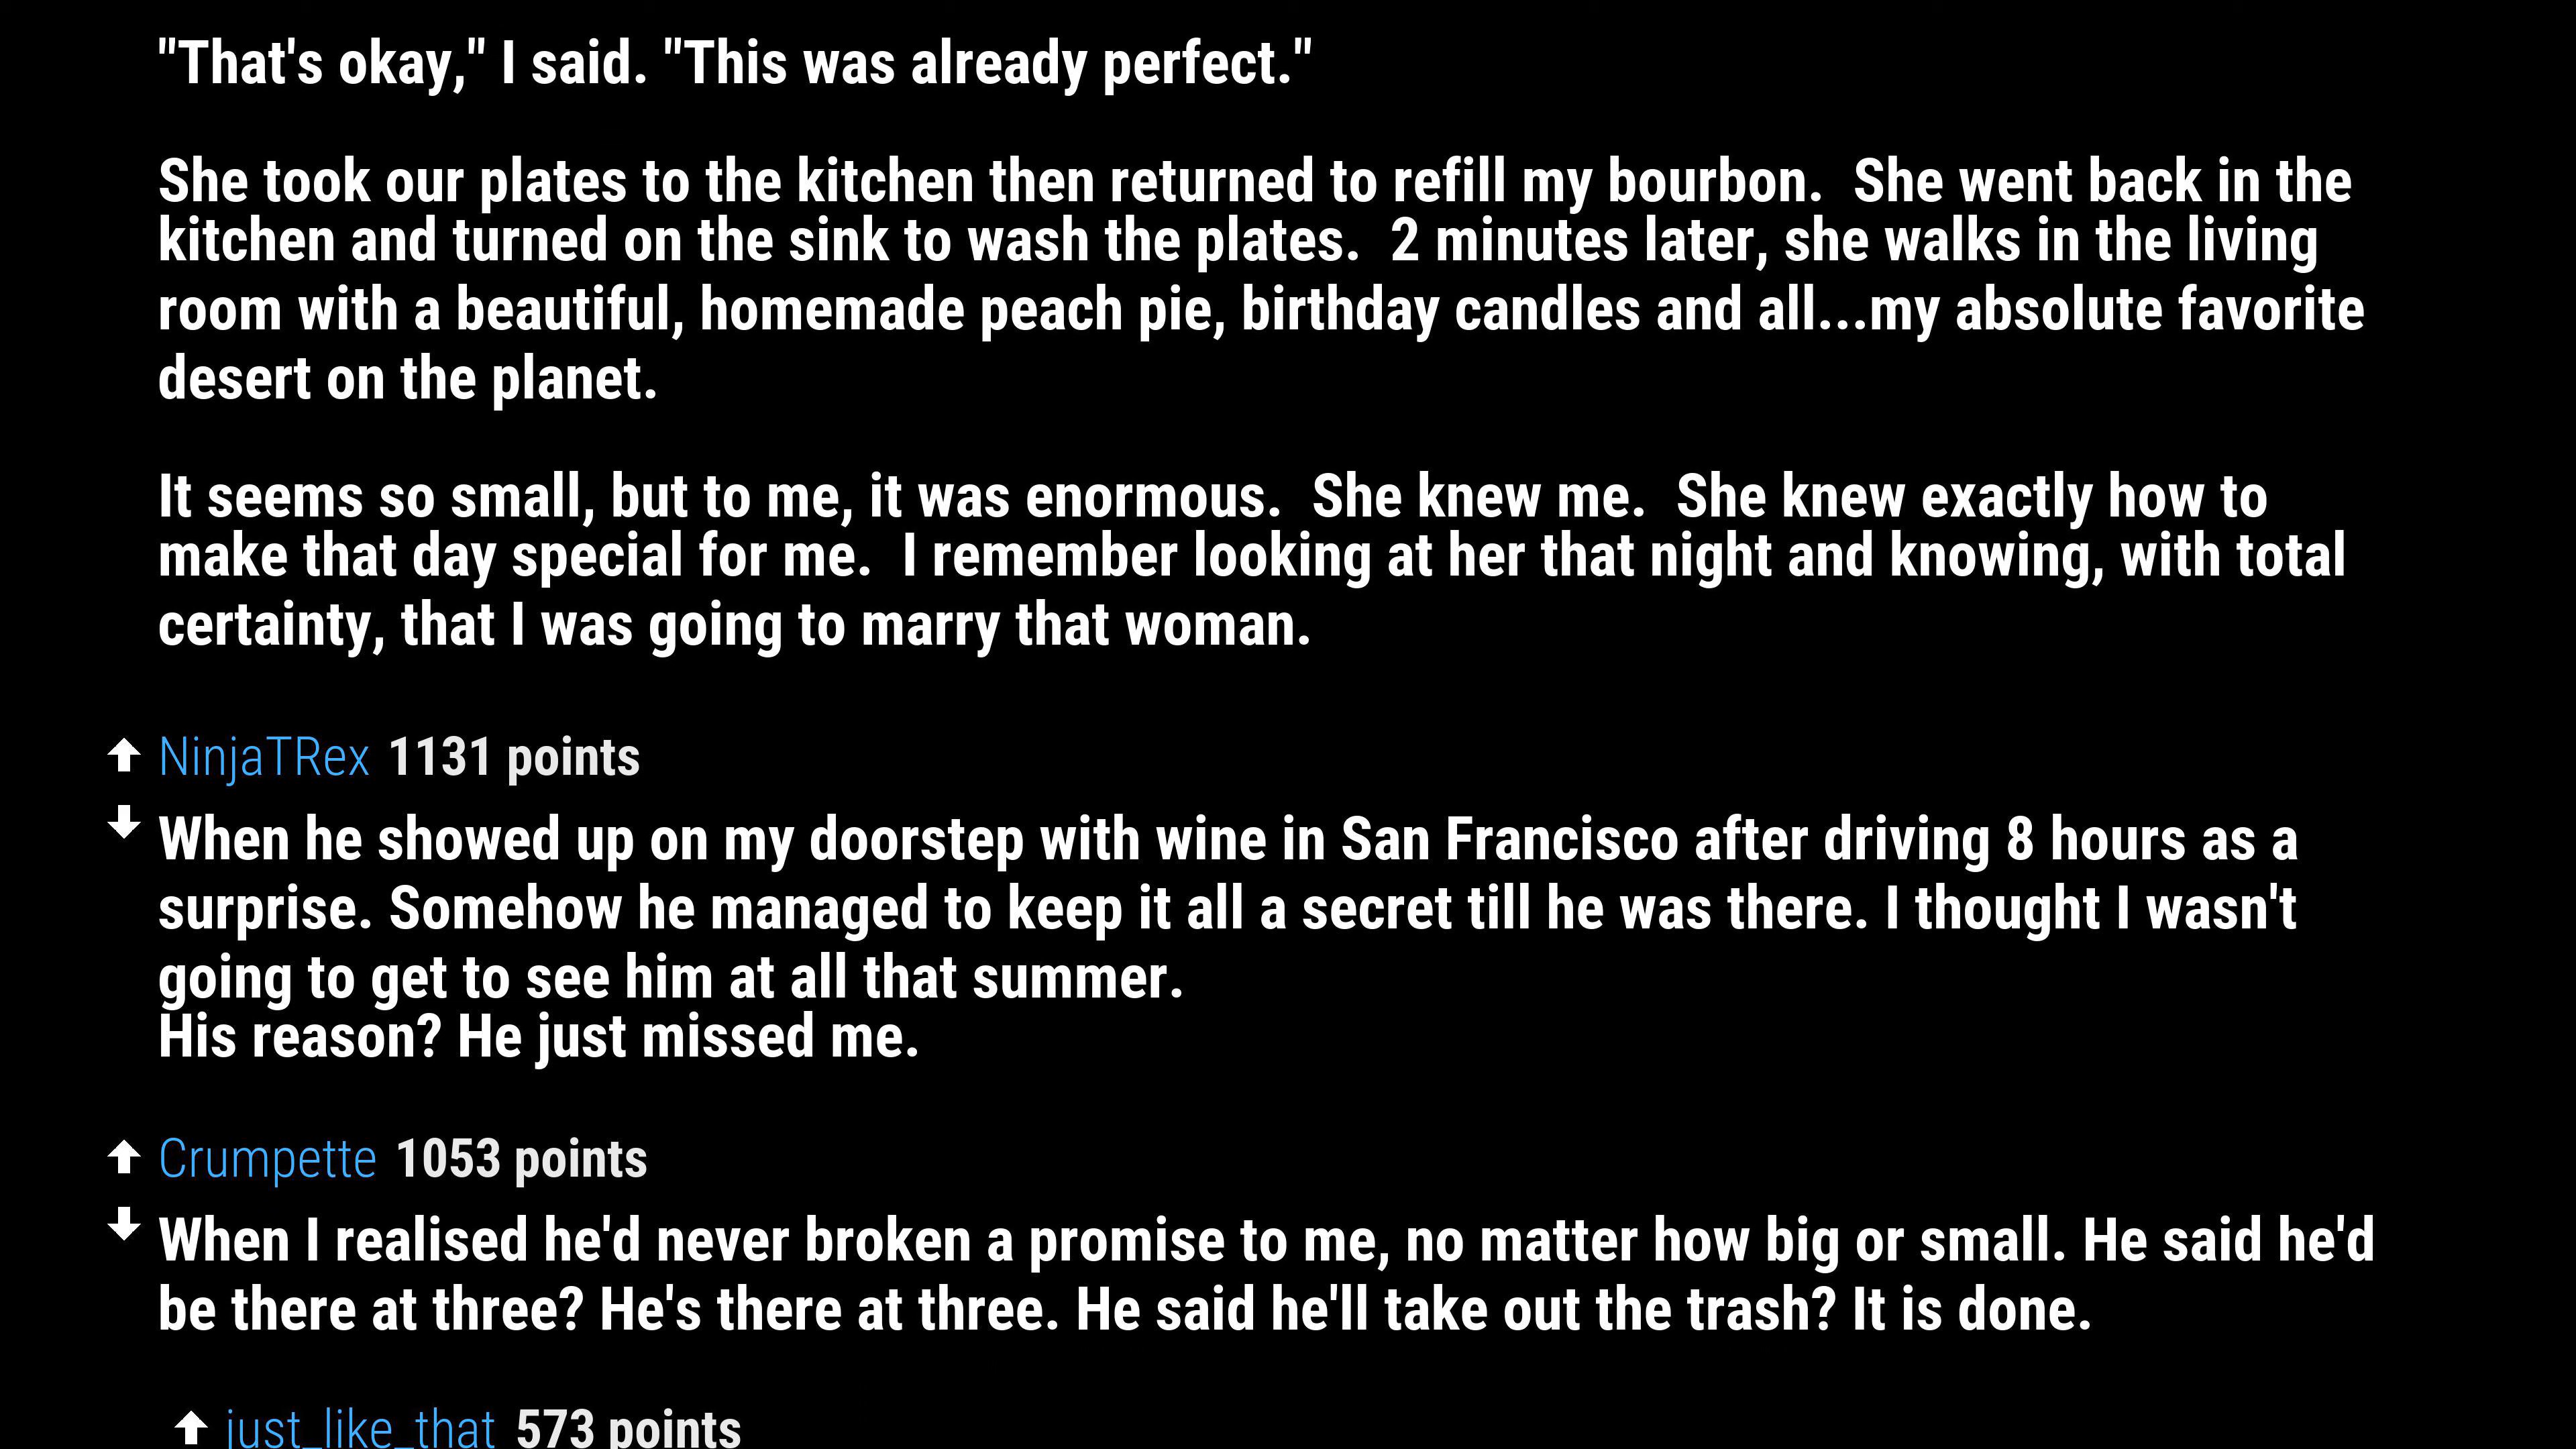 "That's okay," I said. "This was already perfect."
She took our plates to the kitchen then returned to refill my bourbon.  She went back in the
kitchen and turned on the sink to wash the plates.  2 minutes later, she walks in the living
room with a beautiful, homemade peach pie, birthday candles and all...my absolute favorite
desert on the planet.
It seems so small, but to me, it was enormous.  She knew me.  She knew exactly how to
make that day special for me.  I remember looking at her that night and knowing, with total
certainty, that I was going to marry that woman.
NinjaTRex 1131 points
When he showed up on my doorstep with wine in San Francisco after driving 8 hours as a
surprise. Somehow he managed to keep it all a secret till he was there. I thought I wasn't
going to get to see him at all that summer.
His reason? He just missed me.
Crumpette 1053 points
When I realised he'd never broken a promise to me, no matter how big or small. He said he'd
be there at three? He's there at three. He said he'll take out the trash? It is done.
just_like_that 573 points